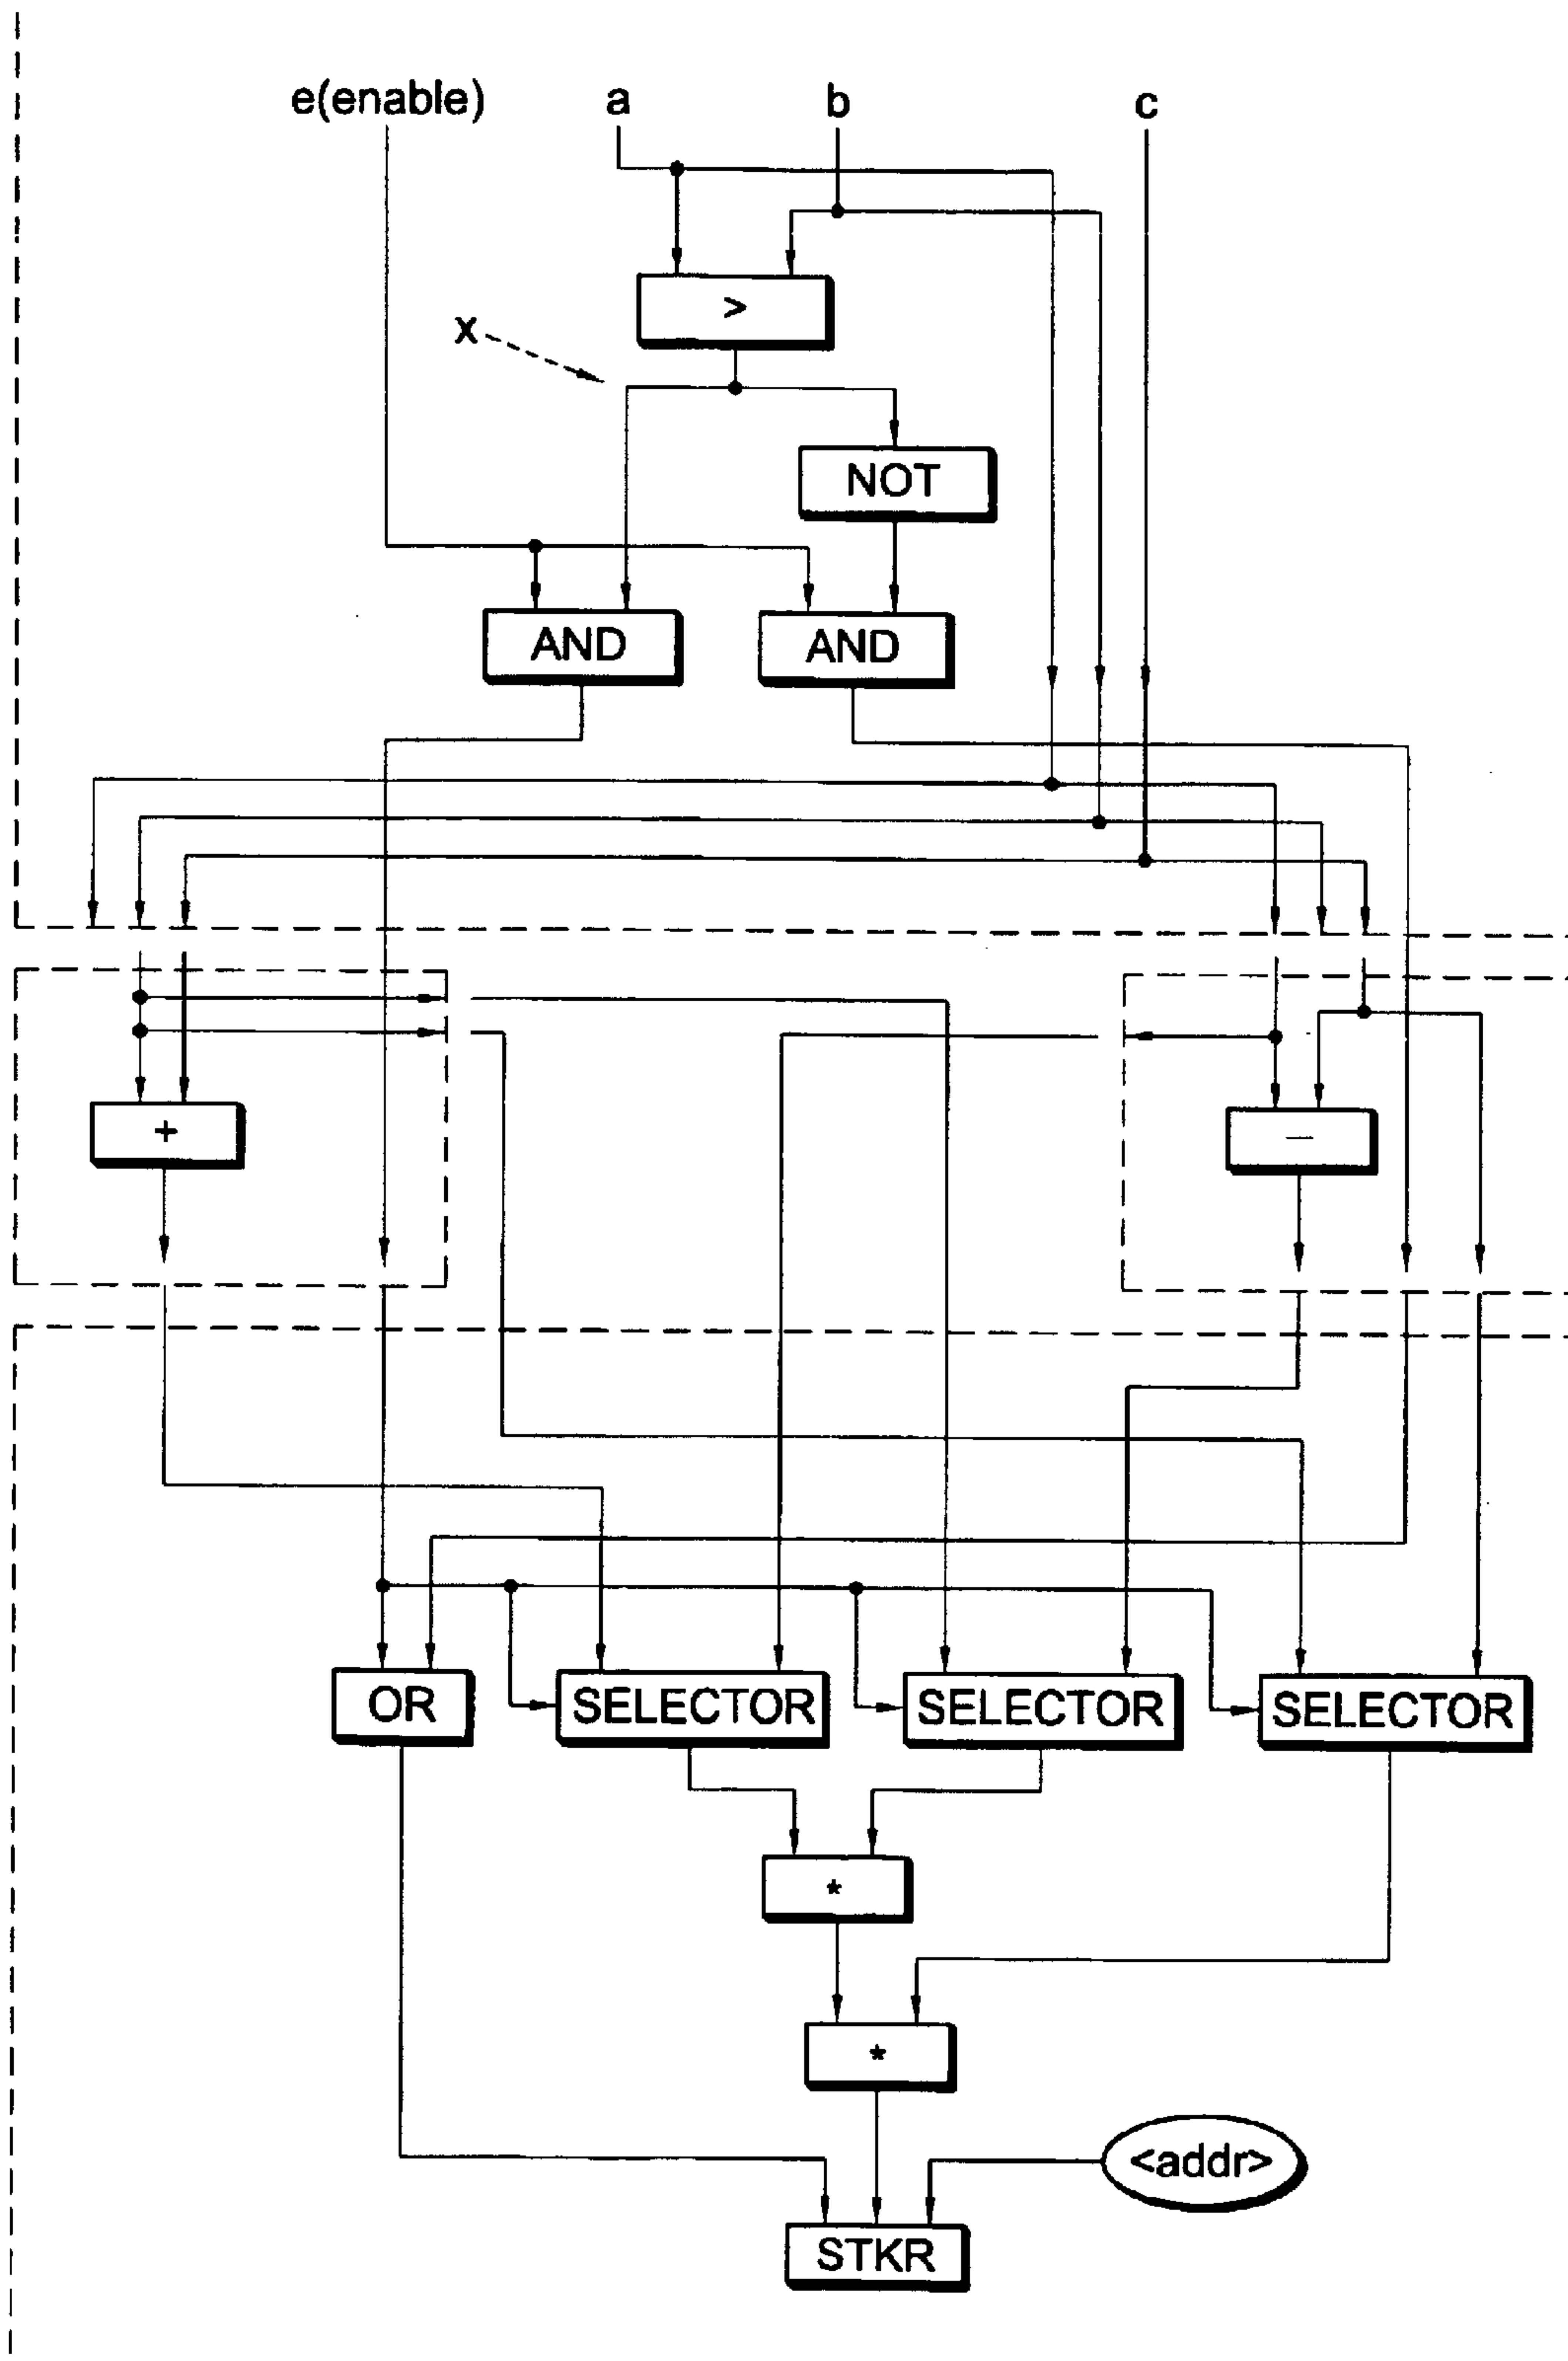 e(enable) a b c
>
x
NOT
AND AND
+ −
OR SELECTOR SELECTOR SELECTOR
*
*
<addr>
STKR